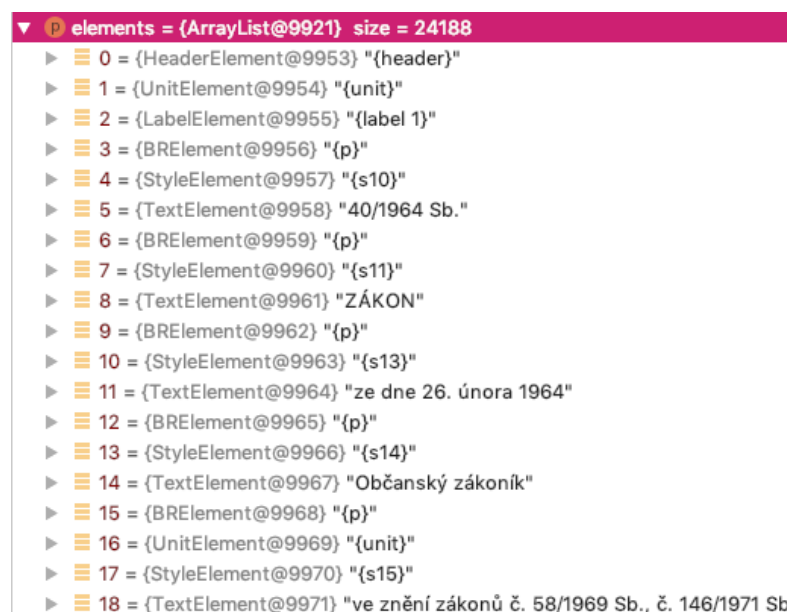 elements = {ArrayList@9921} size = 24188
0 = {HeaderElement@9953} "{header}"
1 = {UnitElement@9954} "{unit}"
2 = {LabelElement@9955} "{label 1}"
3 = {BRElement@9956} "{p}"
4 = {StyleElement@9957} "{s10}"
5 = {TextElement@9958} "40/1964 Sb."
6 = {BRElement@9959} "{p}"
7 = {StyleElement@9960} "{s11}"
8 = {TextElement@9961} "ZÁKON"
9 = {BRElement@9962} "{p}"
10 = {StyleElement@9963} "{s13}"
11 = {TextElement@9964} "ze dne 26. února 1964"
12 = {BRElement@9965} "{p}"
13 = {StyleElement@9966} "{s14}"
14 = {TextElement@9967} "Občanský zákoník"
15 = {BRElement@9968} "{p}"
16 = {UnitElement@9969} "{unit}"
17 = {StyleElement@9970} "{s15}"
18 = {TextElement@9971} "ve znění zákonů č. 58/1969 Sb., č. 146/1971 Sb